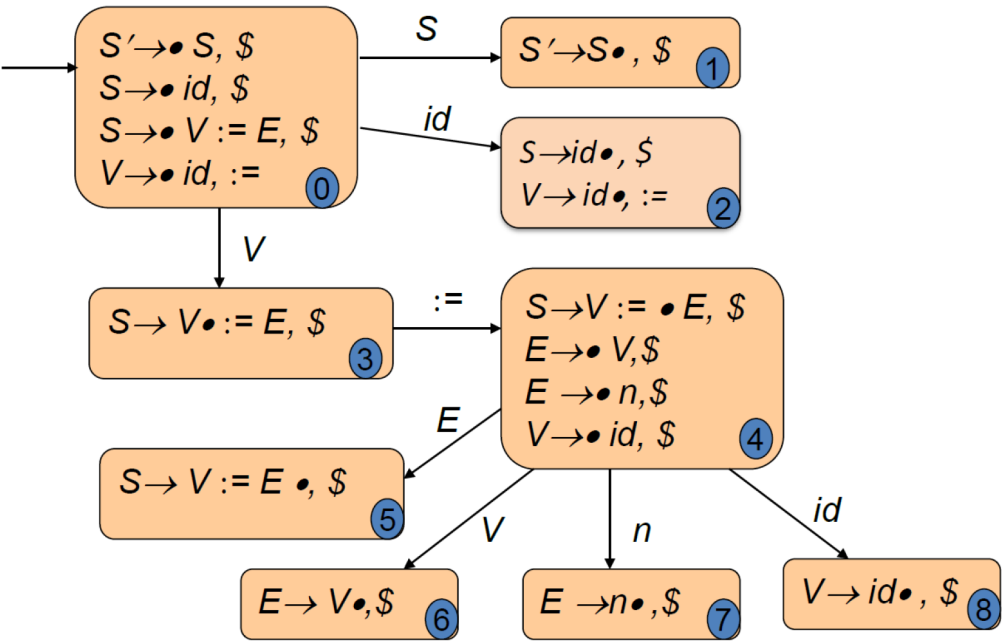 S′→• S, $
S→• id, $
S→• V := E, $
V→• id, :=
0
S
S′→S• , $
1
id
S→id•, $
V→ id•, :=
2
V
S→ V• := E, $
3
:=
S→V := • E, $
E→• V,$
E →• n,$
V→• id, $
4
E
S→ V := E •, $
5
V
E→ V•,$
6
n
E →n• ,$
7
id
V→ id• , $
8